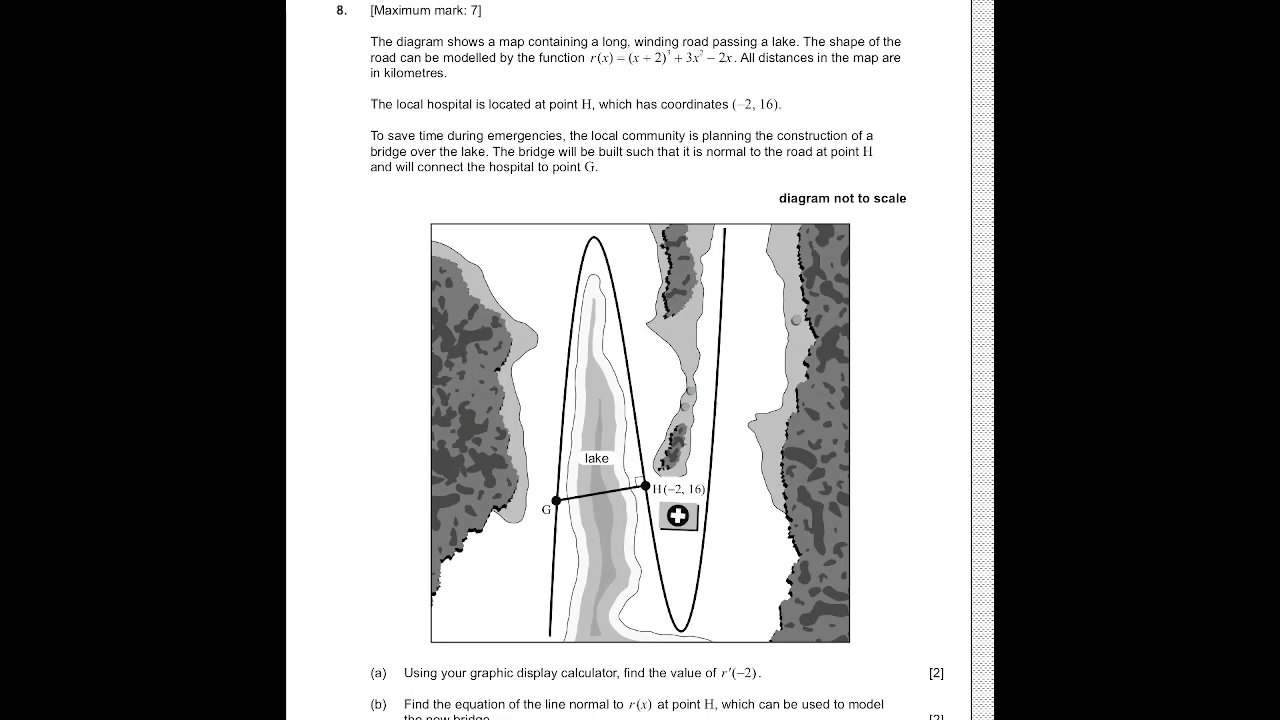 8. [Maximum mark: 7]
The diagram shows a map containing a long, winding road passing a lake. The shape of the
road can be modelled by the function r(x) = (x + 2)³ + 3x² − 2x. All distances in the map are
in kilometres.
The local hospital is located at point H, which has coordinates (−2, 16).
To save time during emergencies, the local community is planning the construction of a
bridge over the lake. The bridge will be built such that it is normal to the road at point H
and will connect the hospital to point G.
diagram not to scale
lake
H(−2, 16)
G
(a) Using your graphic display calculator, find the value of r′(−2). [2]
(b) Find the equation of the line normal to r(x) at point H, which can be used to model
the new bridge. [2]